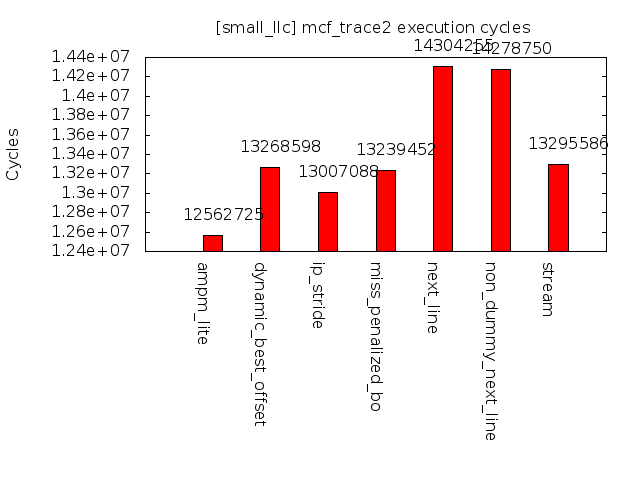 [small_llc] mcf_trace2 execution cycles
14304255
14278750
1.44e+07
1.42e+07
1.4e+07
1.38e+07
1.36e+07
1.34e+07
1.32e+07
1.3e+07
1.28e+07
1.26e+07
1.24e+07
Cycles
12562725
13268598
13007088
13239452
13295586
ampm_lite
dynamic_best_offset
ip_stride
miss_penalized_bo
next_line
non_dummy_next_line
stream